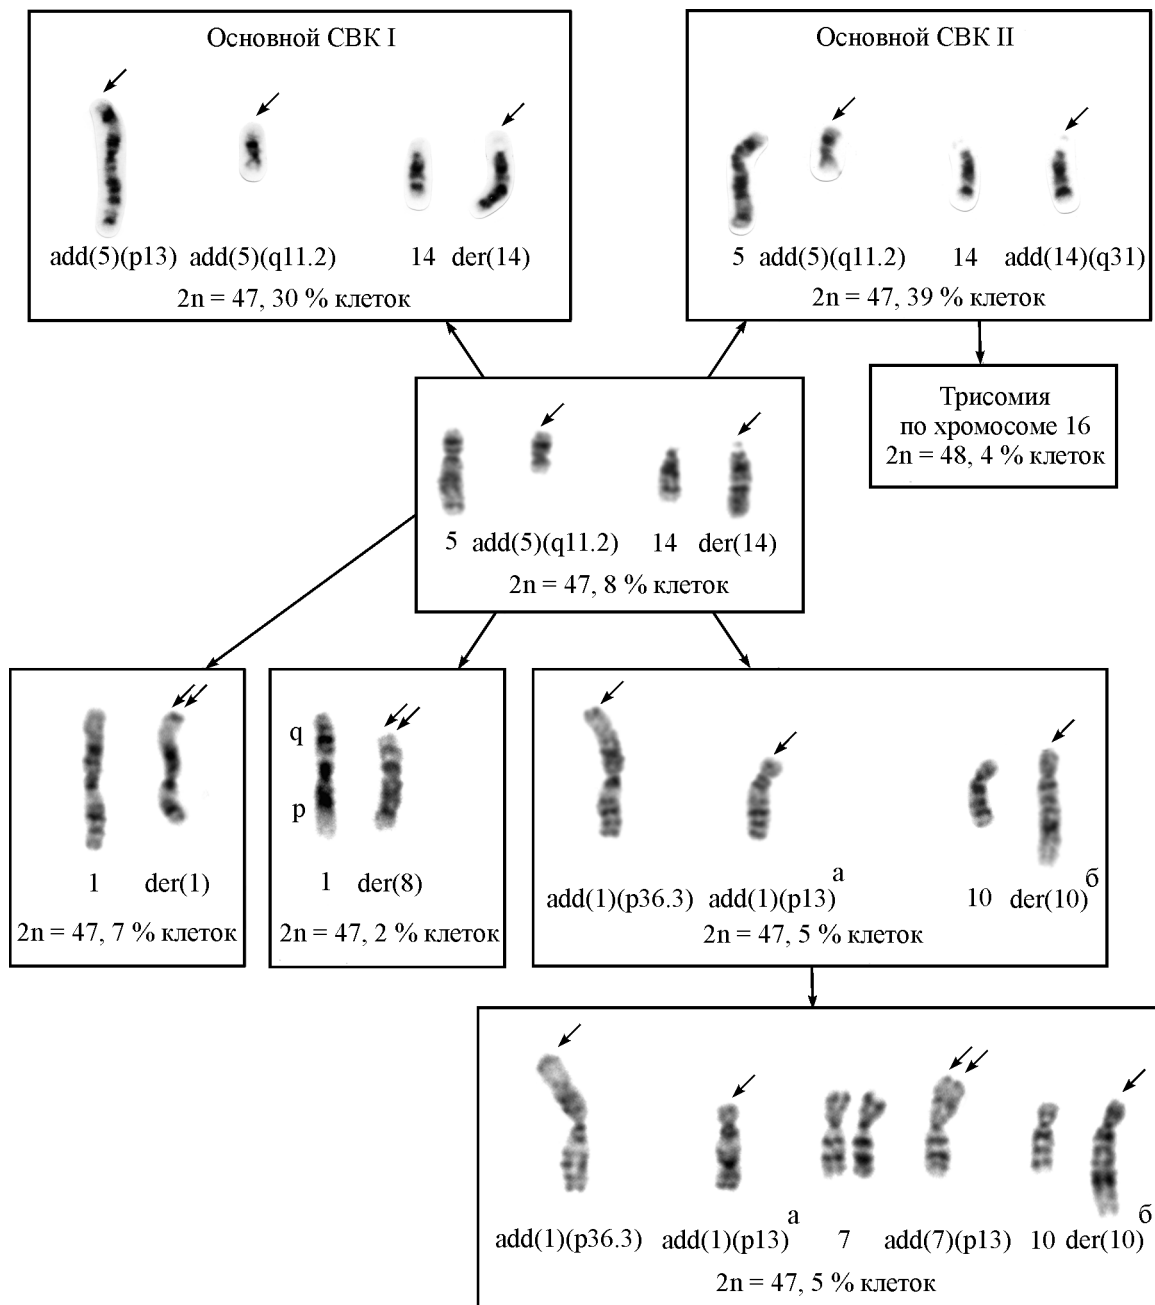 Основной СВК I
add(5)(p13) add(5)(q11.2) 14 der(14)
2n = 47, 30 % клеток
Основной СВК II
5 add(5)(q11.2) 14 add(14)(q31)
2n = 47, 39 % клеток
Трисомия
по хромосоме 16
2n = 48, 4 % клеток
5 add(5)(q11.2) 14 der(14)
2n = 47, 8 % клеток
1 der(1)
2n = 47, 7 % клеток
q
p
1 der(8)
2n = 47, 2 % клеток
add(1)(p36.3) add(1)(p13) а 10 der(10) б
2n = 47, 5 % клеток
add(1)(p36.3) add(1)(p13) а 7 add(7)(p13) 10 der(10) б
2n = 47, 5 % клеток